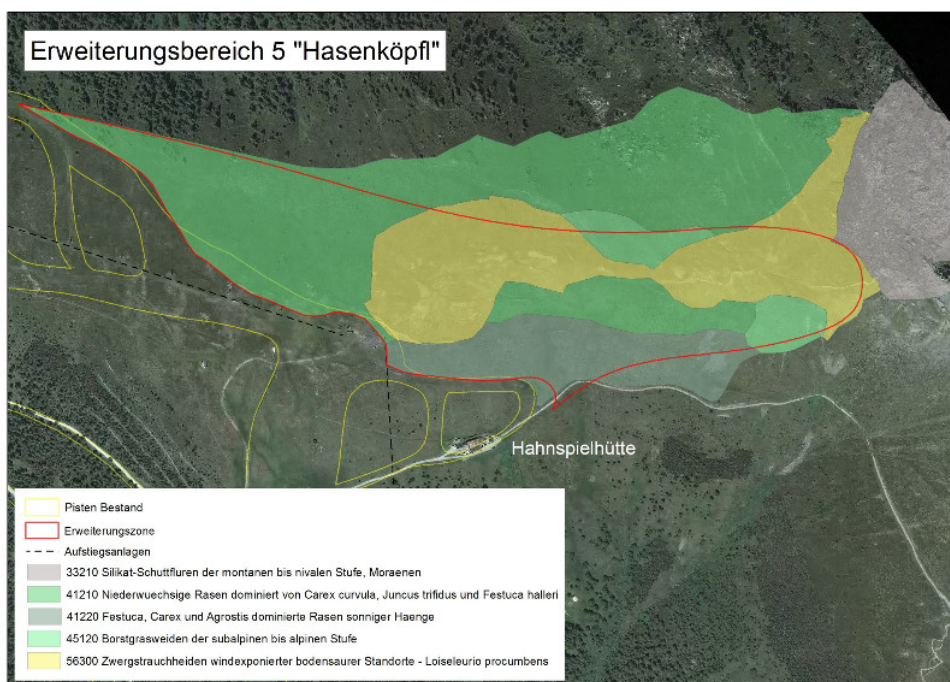 Erweiterungsbereich 5 "Hasenköpfl"
Hahnspielhütte
Pisten Bestand
Erweiterungszone
Aufstiegsanlagen
33210 Silikat-Schuttfluren der montanen bis nivalen Stufe, Moraenen
41210 Niederwuechsige Rasen dominiert von Carex curvula, Juncus trifidus und Festuca halleri
41220 Festuca, Carex und Agrostis dominierte Rasen sonniger Haenge
45120 Borstgrasweiden der subalpinen bis alpinen Stufe
56300 Zwergstrauchheiden windexponierter bodensaurer Standorte - Loiseleurio procumbens